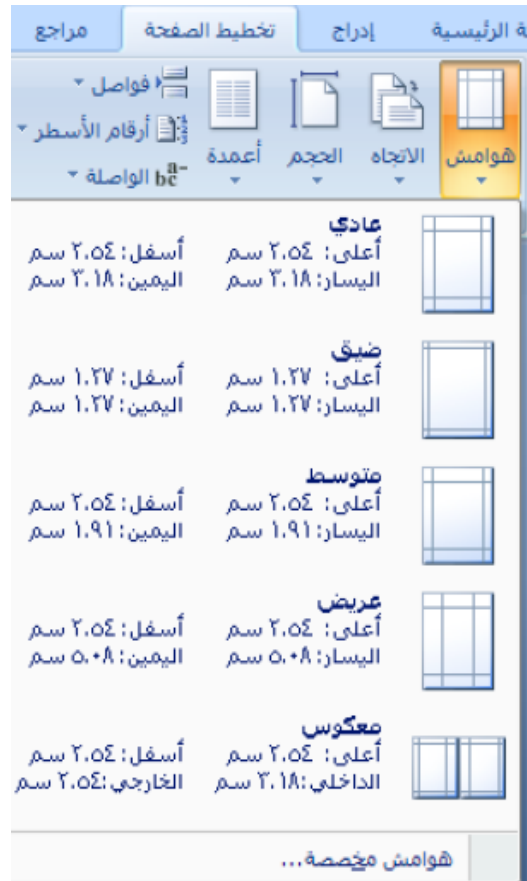 ة الرئيسية إدراج تخطيط الصفحة مراجع
هوامش الاتجاه الحجم أعمدة
فواصل
أرقام الأسطر
الواصلة
عادي
أعلى: ٢.٥٤ سم أسفل: ٢.٥٤ سم
اليسار: ٣.١٨ سم اليمين: ٣.١٨ سم
ضيق
أعلى: ١.٢٧ سم أسفل: ١.٢٧ سم
اليسار: ١.٢٧ سم اليمين: ١.٢٧ سم
متوسط
أعلى: ٢.٥٤ سم أسفل: ٢.٥٤ سم
اليسار: ١.٩١ سم اليمين: ١.٩١ سم
عريض
أعلى: ٢.٥٤ سم أسفل: ٢.٥٤ سم
اليسار: ٥.٠٨ سم اليمين: ٥.٠٨ سم
معكوس
أعلى: ٢.٥٤ سم أسفل: ٢.٥٤ سم
الداخلي:٣.١٨ سم الخارجي:٢.٥٤ سم
هوامش مخصصة...